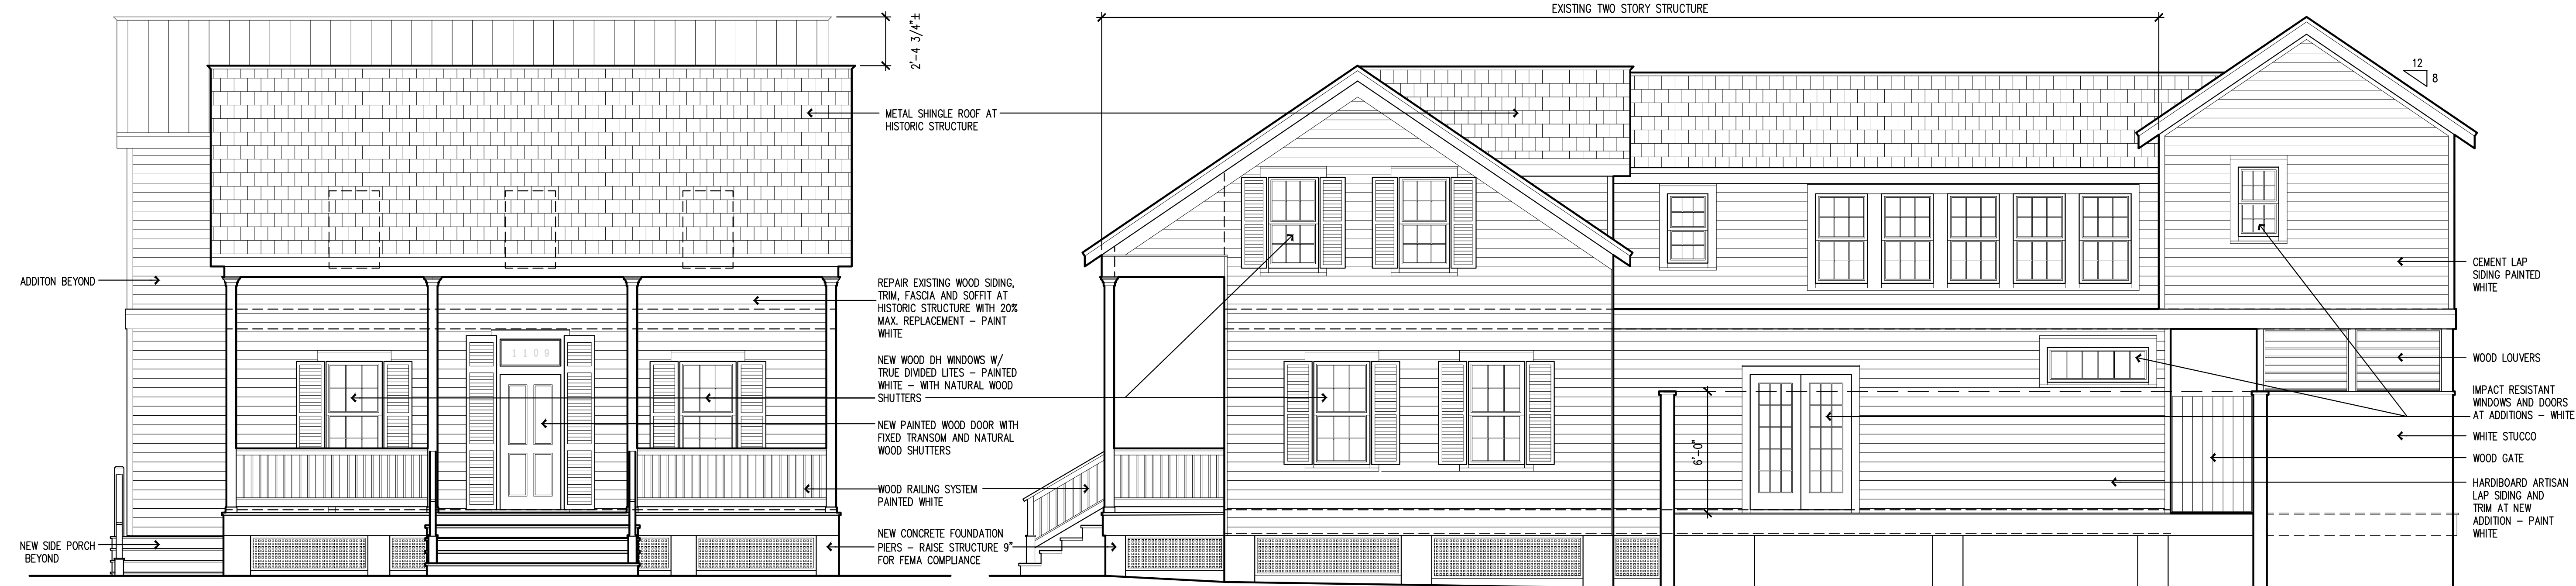 EXISTING TWO STORY STRUCTURE
2'-4 3/4"±
12
8
METAL SHINGLE ROOF AT
HISTORIC STRUCTURE
ADDITON BEYOND
REPAIR EXISTING WOOD SIDING,
TRIM, FASCIA AND SOFFIT AT
HISTORIC STRUCTURE WITH 20%
MAX. REPLACEMENT – PAINT
WHITE
1109
NEW WOOD DH WINDOWS W/
TRUE DIVIDED LITES – PAINTED
WHITE – WITH NATURAL WOOD
SHUTTERS
NEW PAINTED WOOD DOOR WITH
FIXED TRANSOM AND NATURAL
WOOD SHUTTERS
WOOD RAILING SYSTEM
PAINTED WHITE
NEW SIDE PORCH
BEYOND
NEW CONCRETE FOUNDATION
PIERS – RAISE STRUCTURE 9"
FOR FEMA COMPLIANCE
6'-0"
CEMENT LAP
SIDING PAINTED
WHITE
WOOD LOUVERS
IMPACT RESISTANT
WINDOWS AND DOORS
AT ADDITIONS – WHITE
WHITE STUCCO
WOOD GATE
HARDIBOARD ARTISAN
LAP SIDING AND
TRIM AT NEW
ADDITION – PAINT
WHITE